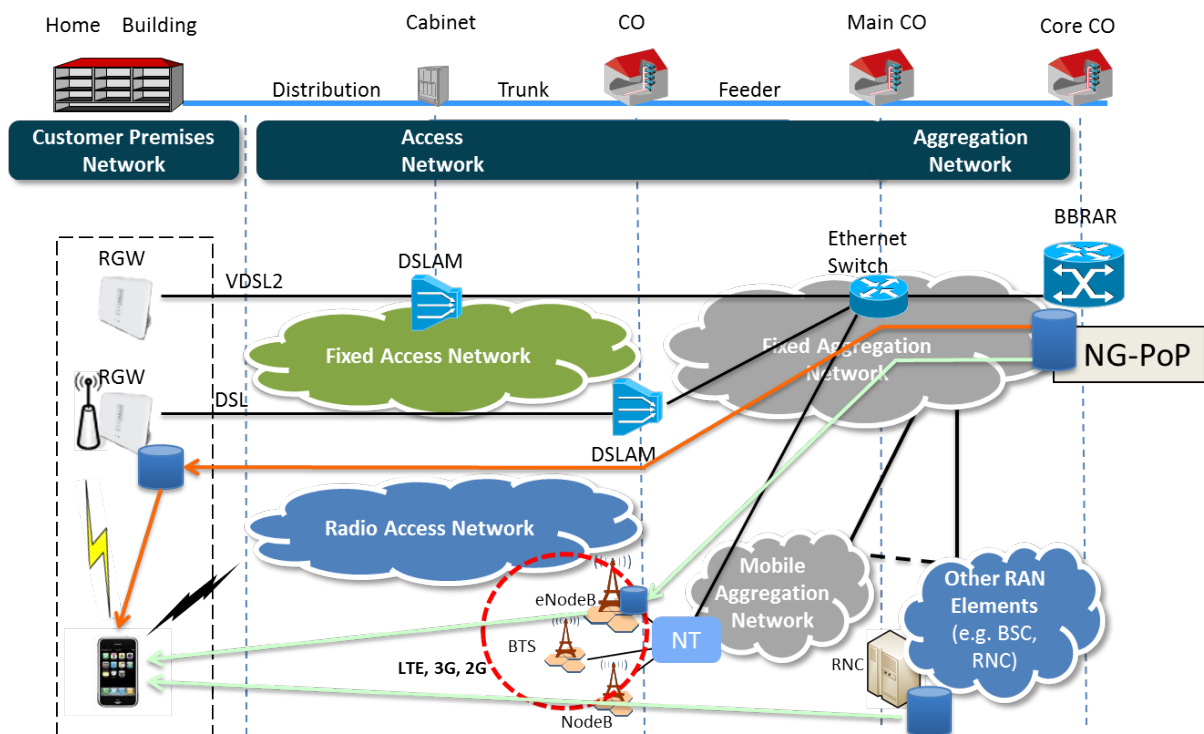 Home
Building
Cabinet
CO
Main CO
Core CO
Distribution
Trunk
Feeder
Customer Premises
Network
Access
Network
Aggregation
Network
BBRAR
RGW
VDSL2
DSLAM
Ethernet
Switch
Fixed Access Network
Fixed Aggregation
Network
NG-PoP
RGW
DSL
DSLAM
Radio Access Network
Mobile
Aggregation
Network
Other RAN
Elements
(e.g. BSC,
RNC)
eNodeB
BTS
NT
RNC
LTE, 3G, 2G
NodeB